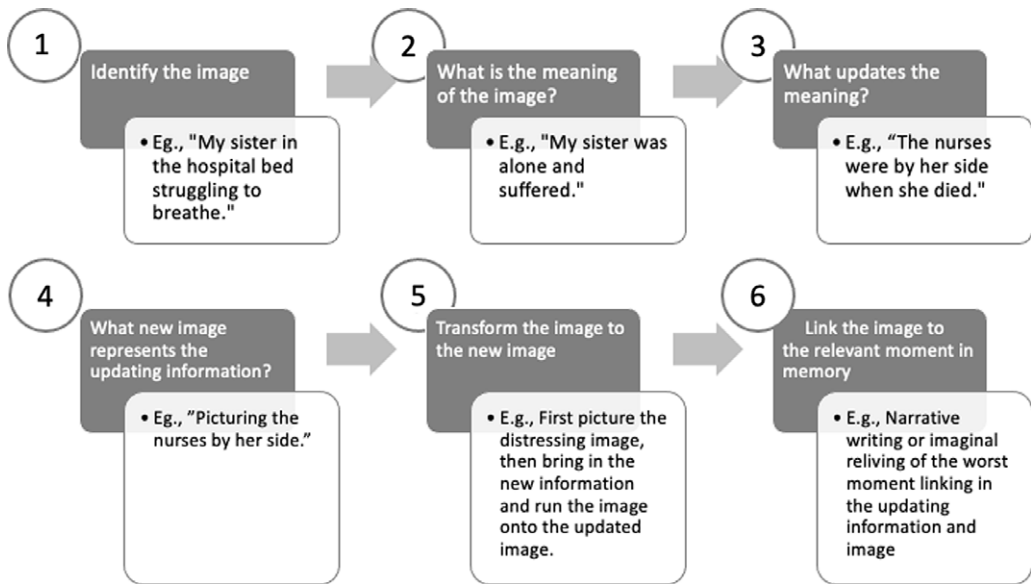 1
Identify the image
• Eg., "My sister in
the hospital bed
struggling to
breathe."
2
What is the meaning
of the image?
• E.g., "My sister was
alone and
suffered."
3
What updates the
meaning?
• E.g., “The nurses
were by her side
when she died."
4
What new image
represents the
updating information?
• Eg., ”Picturing the
nurses by her side.”
5
Transform the image to
the new image
• E.g., First picture the
distressing image,
then bring in the
new information
and run the image
onto the updated
image.
6
Link the image to
the relevant moment in
memory
• E.g., Narrative
writing or imaginal
reliving of the worst
moment linking in
the updating
information and
image